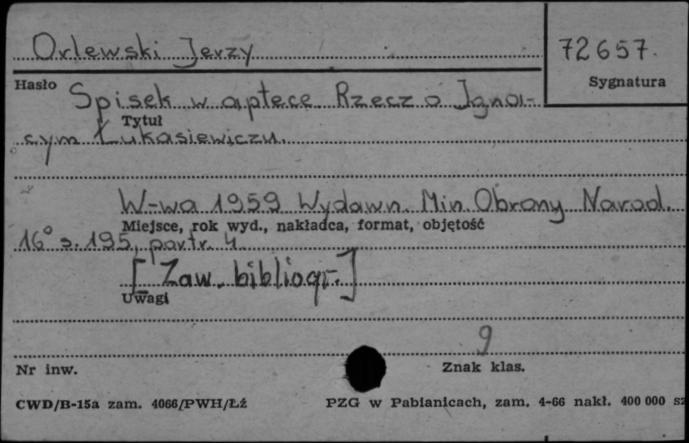 Orlewski Jerzy
72657.
Hasło
Sygnatura
Spisek w aptece. Rzecz o Igna-
Tytuł
cym Łukasiewiczu.
W-wa 1959 Wydawn. Min. Obrony Narod.
Miejsce, rok wyd., nakładca, format, objętość
16° s. 195, portr. 4
[Zaw. bibliogr.]
Uwagi
9
Nr inw.
Znak klas.
CWD/B-15a zam. 4066/PWH/Łż
PZG w Pabianicach, zam. 4-66 nakł. 400 000 sz